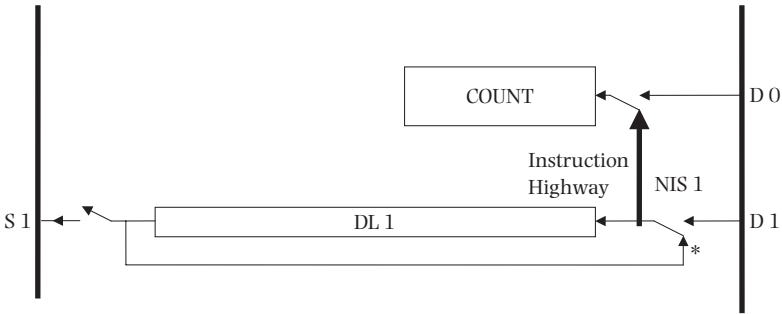 COUNT
D 0
Instruction
Highway
NIS 1
S 1
DL 1
D 1
*